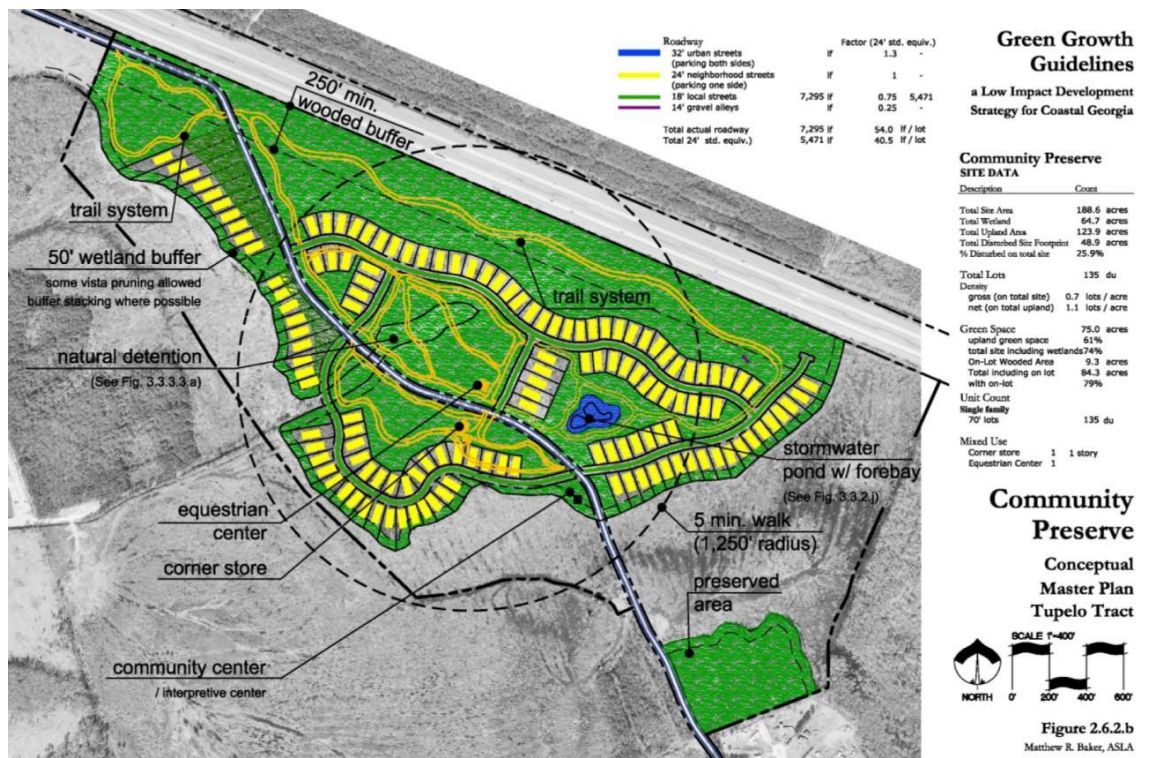 Green Growth
Guidelines
a Low Impact Development
Strategy for Coastal Georgia
Roadway Factor (24' std. equiv.)
32' urban streets lf 1.3 -
(parking both sides)
24' neighborhood streets lf 1 -
(parking one side)
18' local streets 7,295 lf 0.75 5,471
14' gravel alleys lf 0.25 -
Total actual roadway 7,295 lf 54.0 lf / lot
Total 24' std. equiv.) 5,471 lf 40.5 lf / lot
Community Preserve
SITE DATA
Description Count
Total Site Area 188.6 acres
Total Wetland 64.7 acres
Total Upland Area 123.9 acres
Total Disturbed Site Footprint 48.9 acres
% Disturbed on total site 25.9%
Total Lots 135 du
Density
gross (on total site) 0.7 lots / acre
net (on total upland) 1.1 lots / acre
Green Space 75.0 acres
upland green space 61%
total site including wetlands 74%
On-Lot Wooded Area 9.3 acres
Total including on lot 84.3 acres
with on-lot 79%
Unit Count
Single family
70' lots 135 du
Mixed Use
Corner store 1 1 story
Equestrian Center 1
250' min.
wooded buffer
trail system
50' wetland buffer
some vista pruning allowed
buffer stacking where possible
trail system
natural detention
(See Fig. 3.3.3.3.a)
stormwater
pond w/ forebay
(See Fig. 3.3.2.j)
equestrian
center
5 min. walk
(1,250' radius)
corner store
preserved
area
community center
/ interpretive center
Community
Preserve
Conceptual
Master Plan
Tupelo Tract
SCALE 1"=400'
NORTH 0' 200' 400' 600'
Figure 2.6.2.b
Matthew R. Baker, ASLA